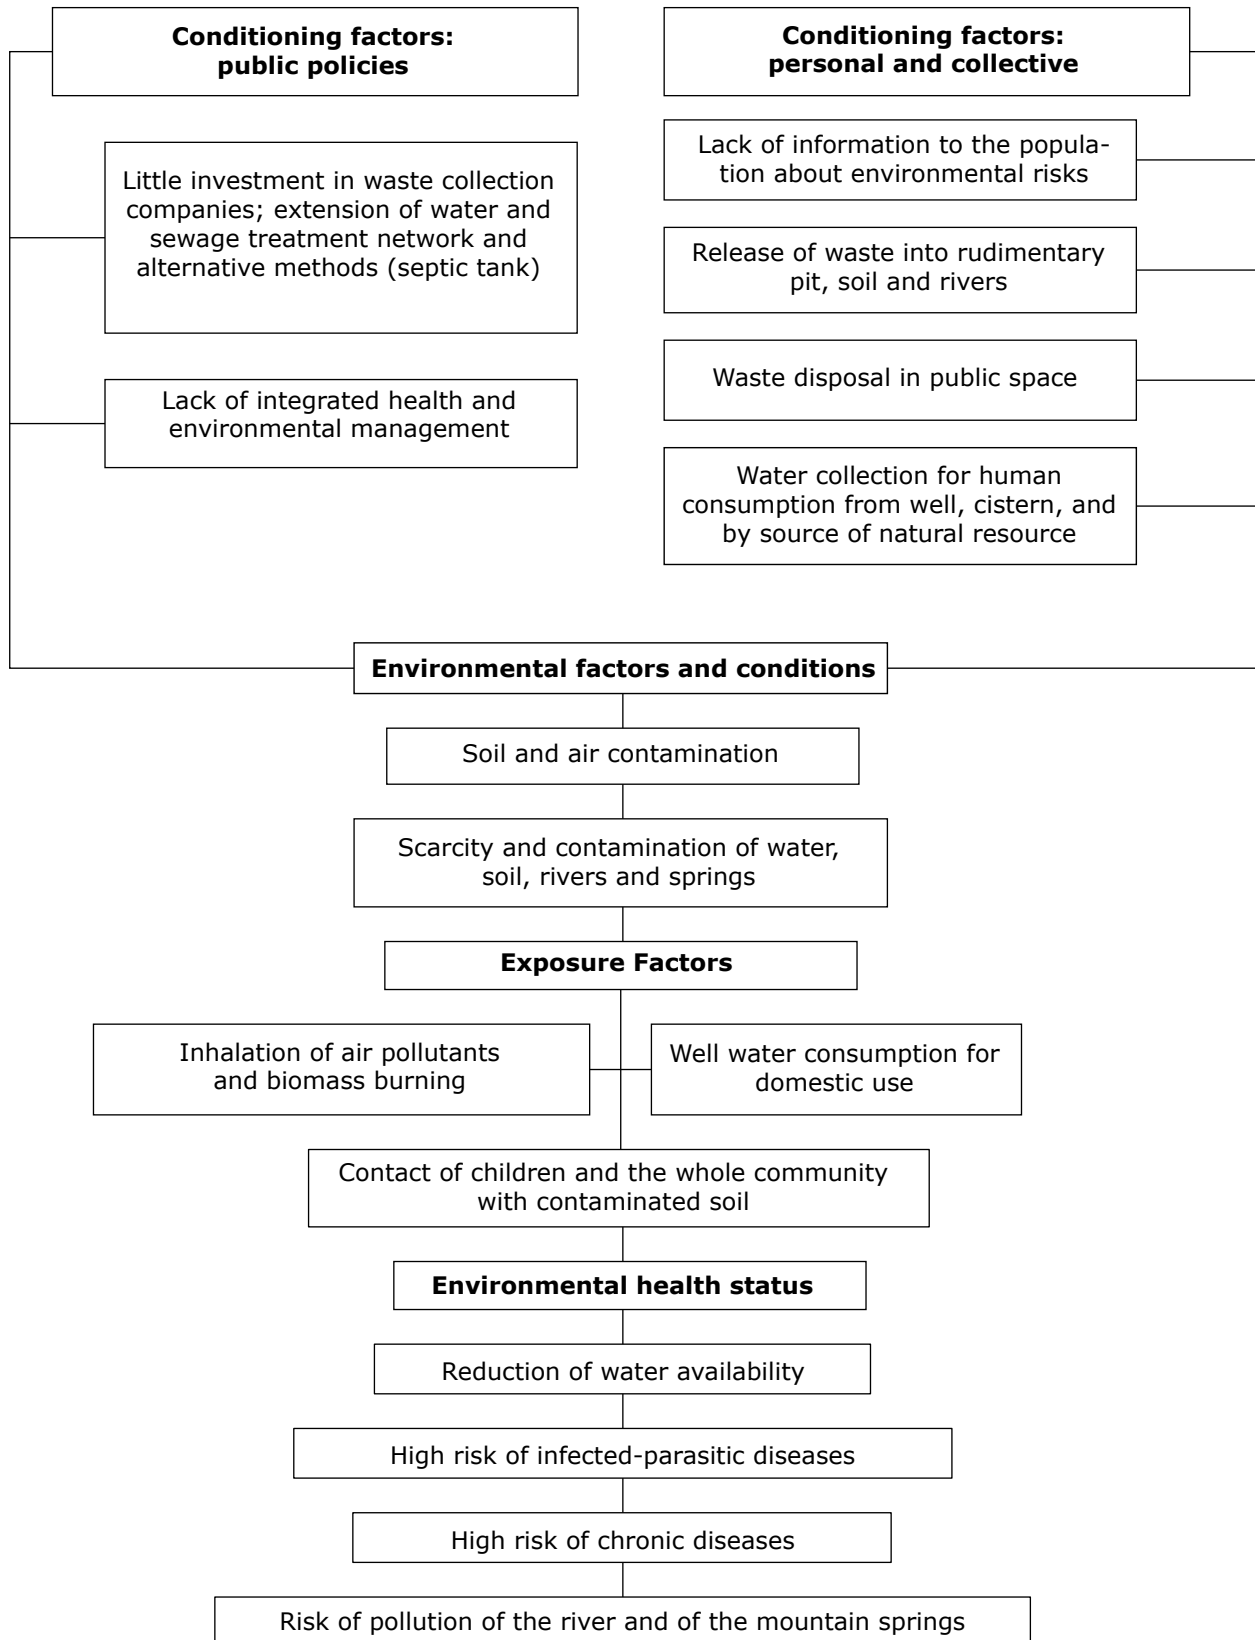 Conditioning factors:
public policies
Little investment in waste collection
companies; extension of water and
sewage treatment network and
alternative methods (septic tank)
Lack of integrated health and
environmental management
Conditioning factors:
personal and collective
Lack of information to the popula-
tion about environmental risks
Release of waste into rudimentary
pit, soil and rivers
Waste disposal in public space
Water collection for human
consumption from well, cistern, and
by source of natural resource
Environmental factors and conditions
Soil and air contamination
Scarcity and contamination of water,
soil, rivers and springs
Exposure Factors
Inhalation of air pollutants
and biomass burning
Well water consumption for
domestic use
Contact of children and the whole community
with contaminated soil
Environmental health status
Reduction of water availability
High risk of infected-parasitic diseases
High risk of chronic diseases
Risk of pollution of the river and of the mountain springs